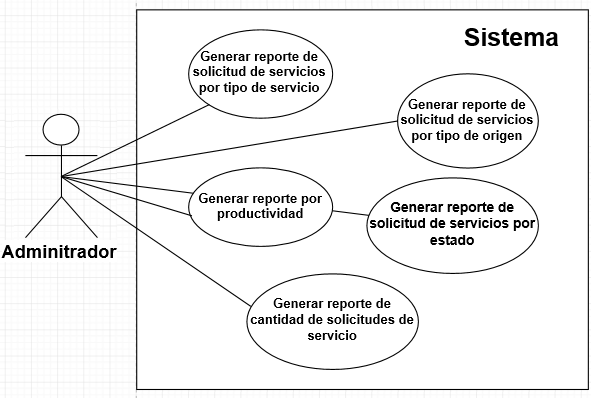 Sistema
Generar reporte de
solicitud de servicios
por tipo de servicio
Generar reporte de
solicitud de servicios
por tipo de origen
Generar reporte por
productividad
Generar reporte de
solicitud de servicios por
estado
Adminitrador
Generar reporte de
cantidad de solicitudes de
servicio